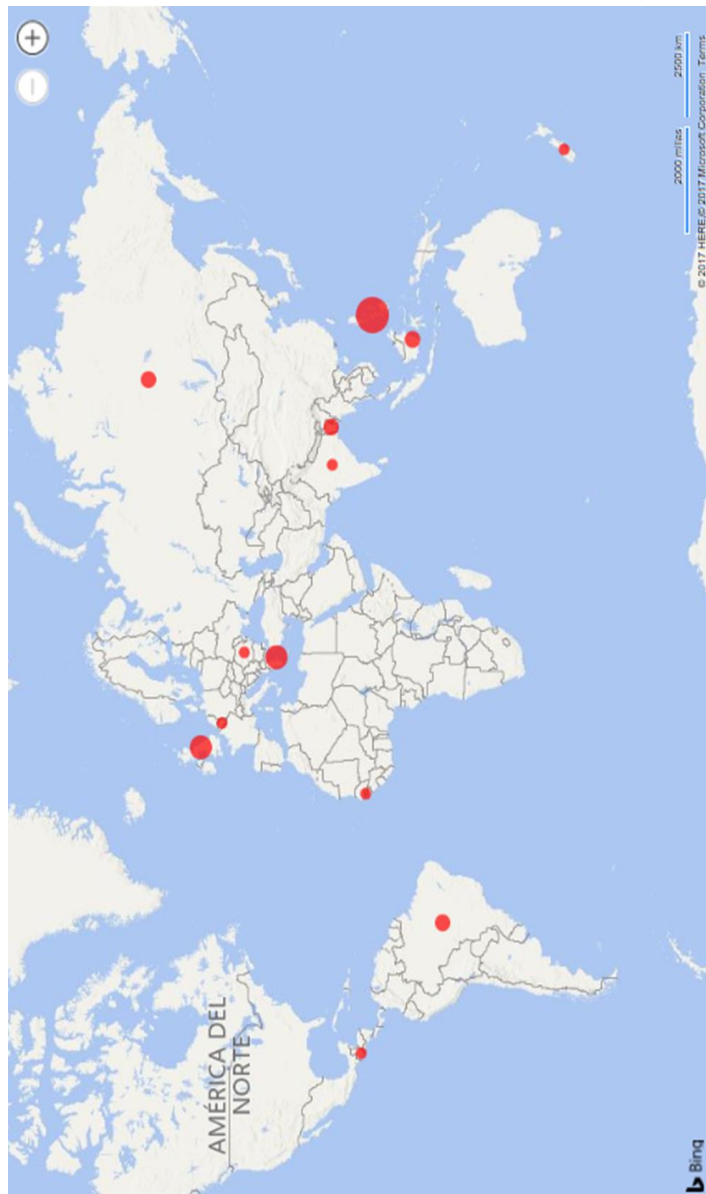 +
−
AMÉRICA DEL
NORTE
2000 millas
2500 km
Bing
© 2017 HERE,© 2017 Microsoft Corporation Terms